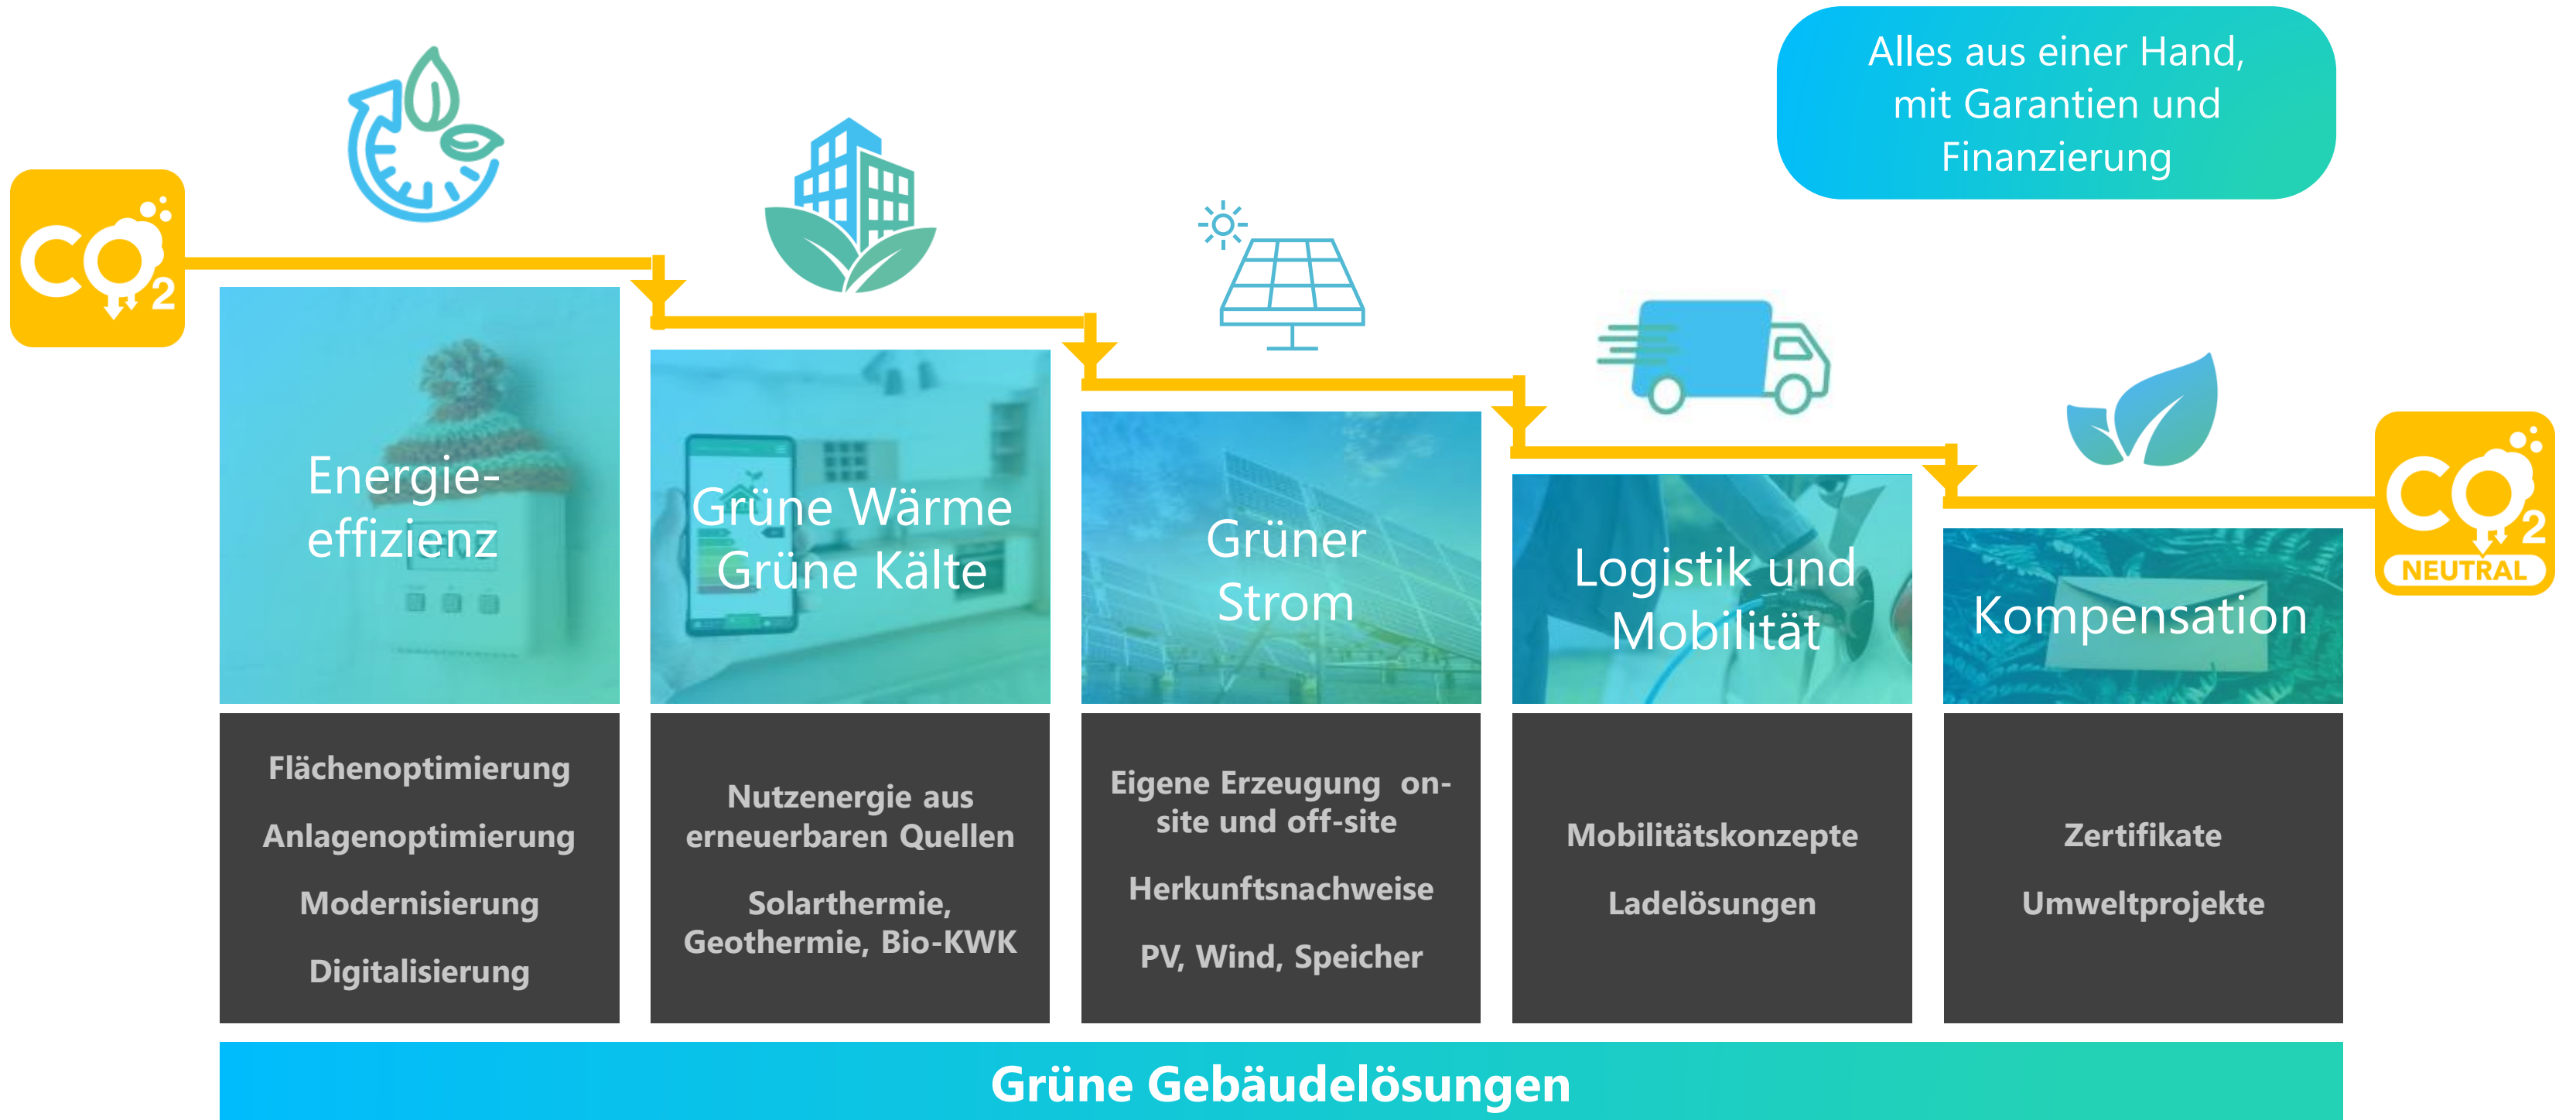 Alles aus einer Hand,
mit Garantien und
Finanzierung
CO2
Energie-
effizienz
Grüne Wärme
Grüne Kälte
Grüner
Strom
Logistik und
Mobilität
Kompensation
CO2
NEUTRAL
Flächenoptimierung
Anlagenoptimierung
Modernisierung
Digitalisierung
Nutzenergie aus
erneuerbaren Quellen
Solarthermie,
Geothermie, Bio-KWK
Eigene Erzeugung on-
site und off-site
Herkunftsnachweise
PV, Wind, Speicher
Mobilitätskonzepte
Ladelösungen
Zertifikate
Umweltprojekte
Grüne Gebäudelösungen